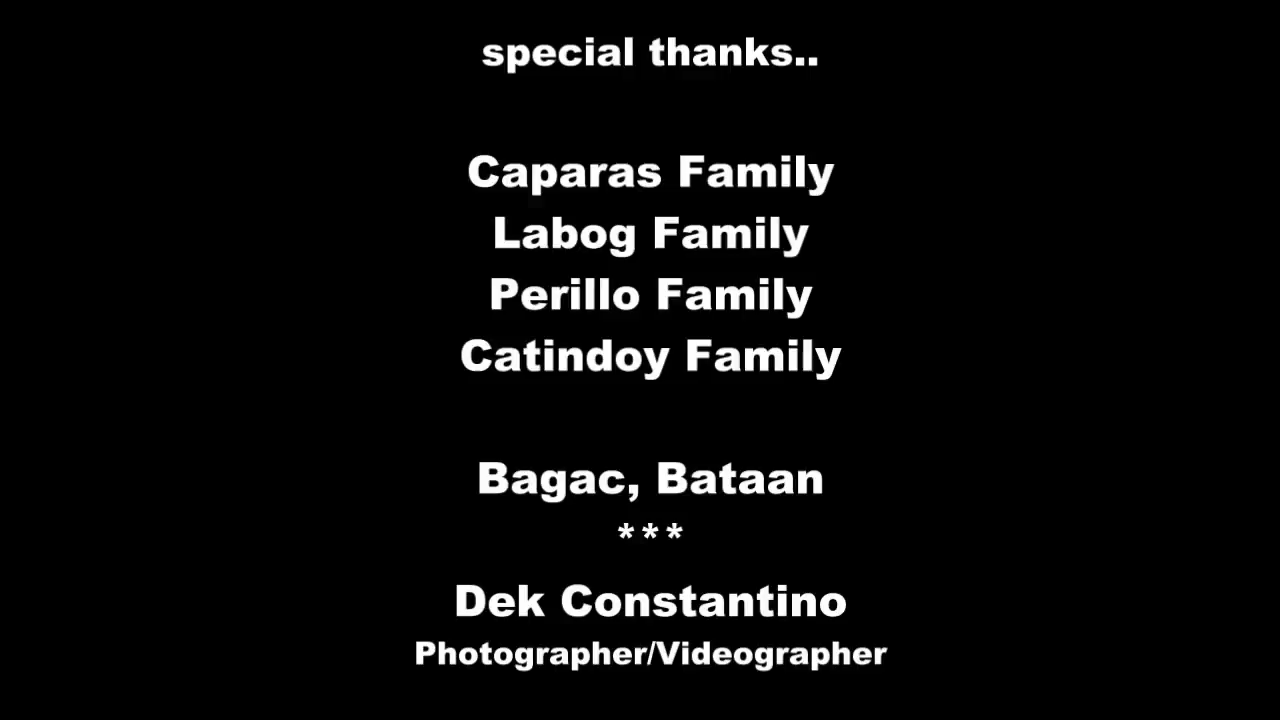 special thanks..
Caparas Family
Labog Family
Perillo Family
Catindoy Family
Bagac, Bataan
***
Dek Constantino
Photographer/Videographer